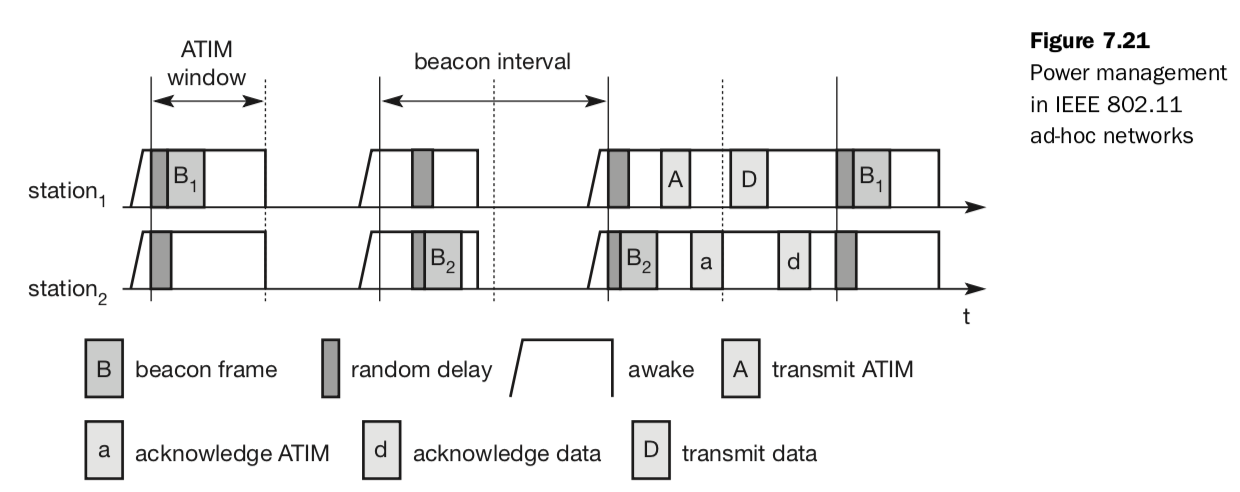 ATIM
window
beacon interval
Figure 7.21
Power management
in IEEE 802.11
ad-hoc networks
station1
B1
A
D
B1
station2
B2
B2
a
d
t
B beacon frame
random delay
awake
A transmit ATIM
a acknowledge ATIM
d acknowledge data
D transmit data